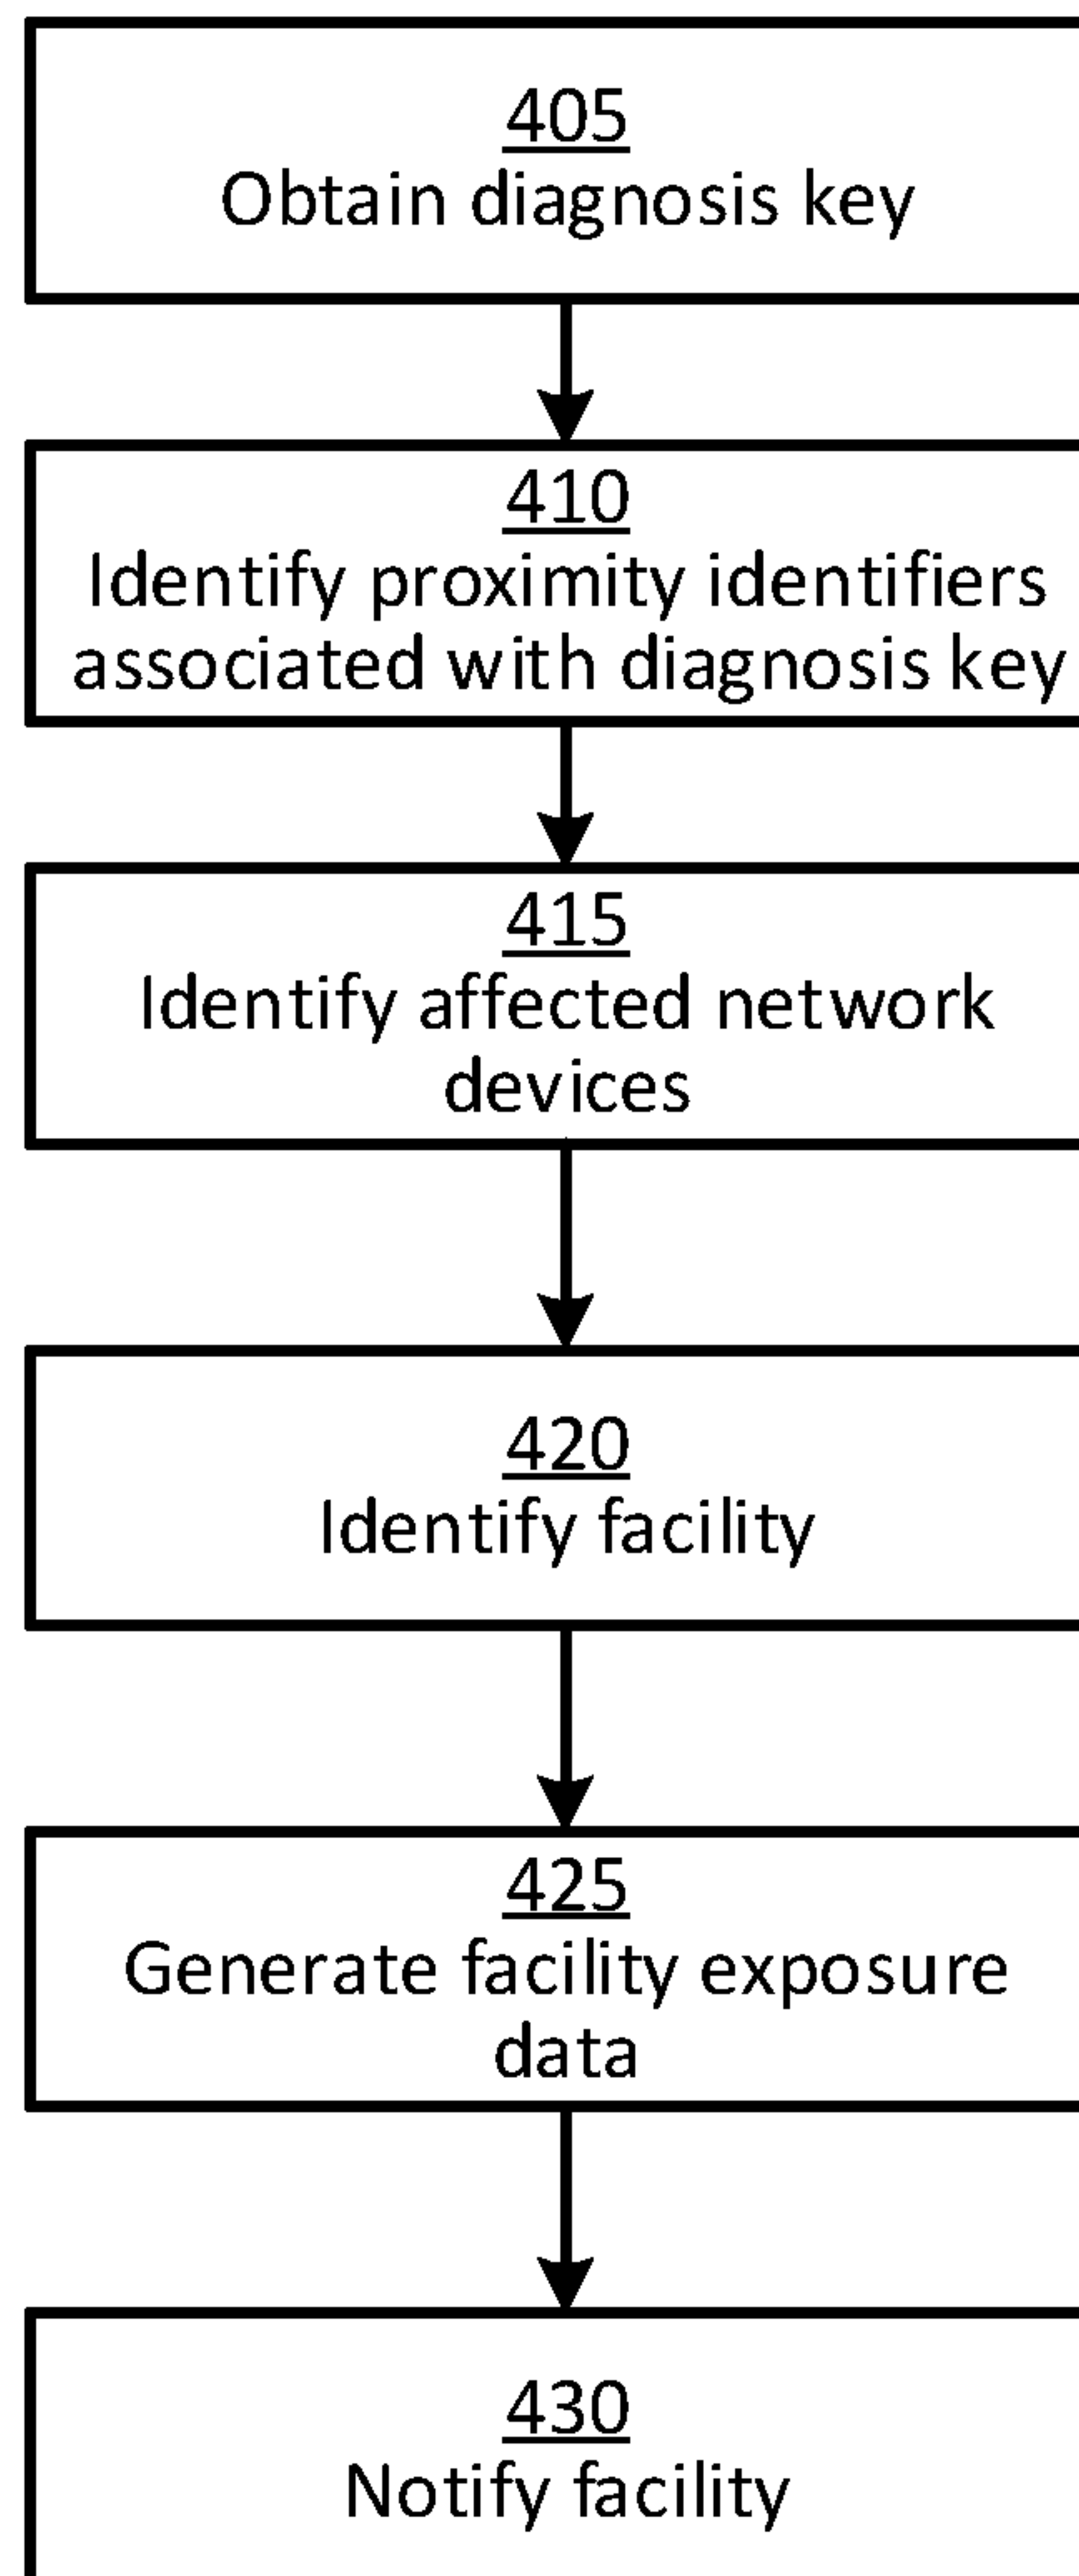 405
Obtain diagnosis key
410
Identify proximity identifiers
associated with diagnosis key
415
Identify affected network
devices
420
Identify facility
425
Generate facility exposure
data
430
Notify facility